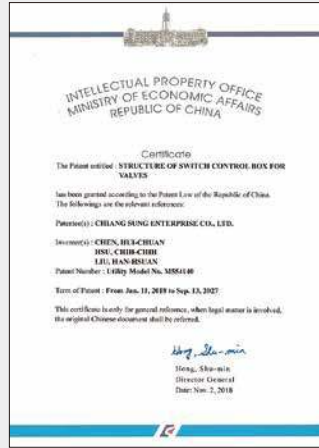 INTELLECTUAL PROPERTY OFFICE
MINISTRY OF ECONOMIC AFFAIRS
REPUBLIC OF CHINA
Certificate
The Patent entitled : STRUCTURE OF SWITCH CONTROL BOX FOR
VALVES
has been granted according to the Patent Law of the Republic of China.
The followings are the relevant references:
Patentee(s) : CHIANG SUNG ENTERPRISE CO., LTD.
Inventor(s) : CHEN, HUI-CHUAN
HSU, CHIH-CHIH
LIU, HAN-HSUAN
Patent Number : Utility Model No. M554140
Term of Patent : From Jan. 11, 2018 to Sep. 13, 2027
This certificate is only for general reference, when legal matter is involved,
the original Chinese document shall be referred.
Hong, Shu-min
Hong, Shu-min
Director General
Date: Nov. 2, 2018